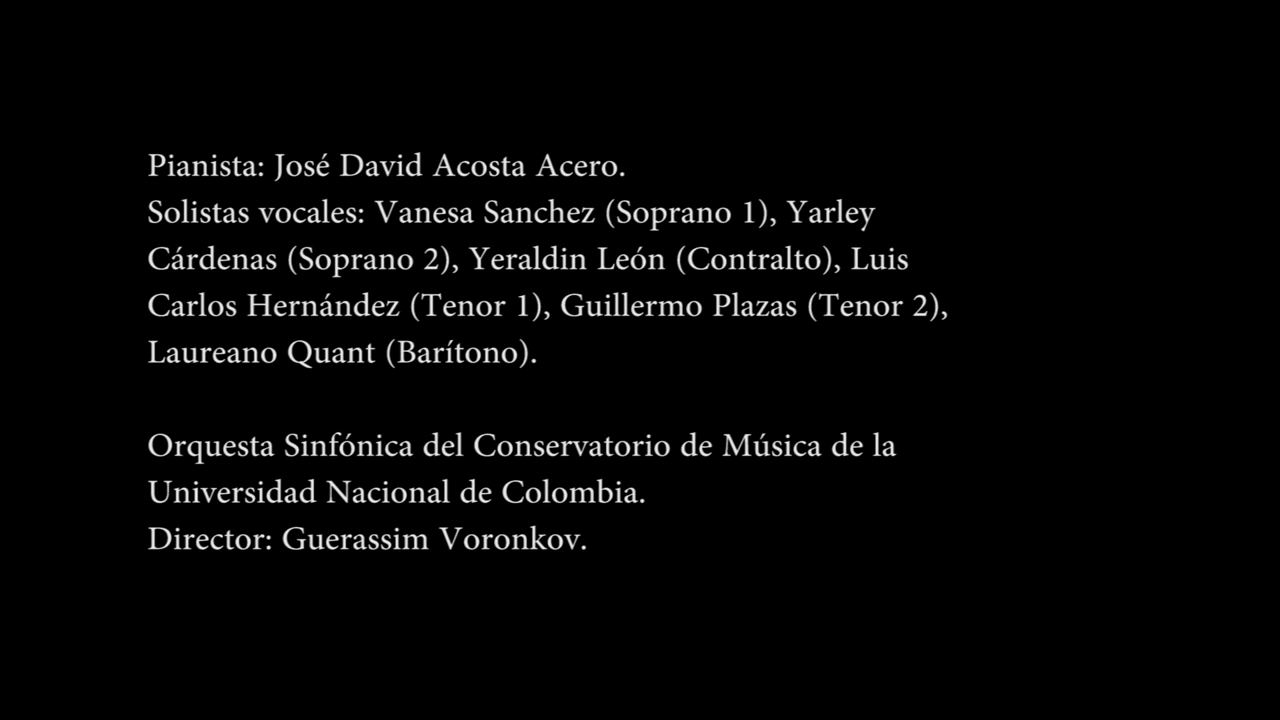 Pianista: José David Acosta Acero.
Solistas vocales: Vanesa Sanchez (Soprano 1), Yarley
Cárdenas (Soprano 2), Yeraldin León (Contralto), Luis
Carlos Hernández (Tenor 1), Guillermo Plazas (Tenor 2),
Laureano Quant (Barítono).
Orquesta Sinfónica del Conservatorio de Música de la
Universidad Nacional de Colombia.
Director: Guerassim Voronkov.